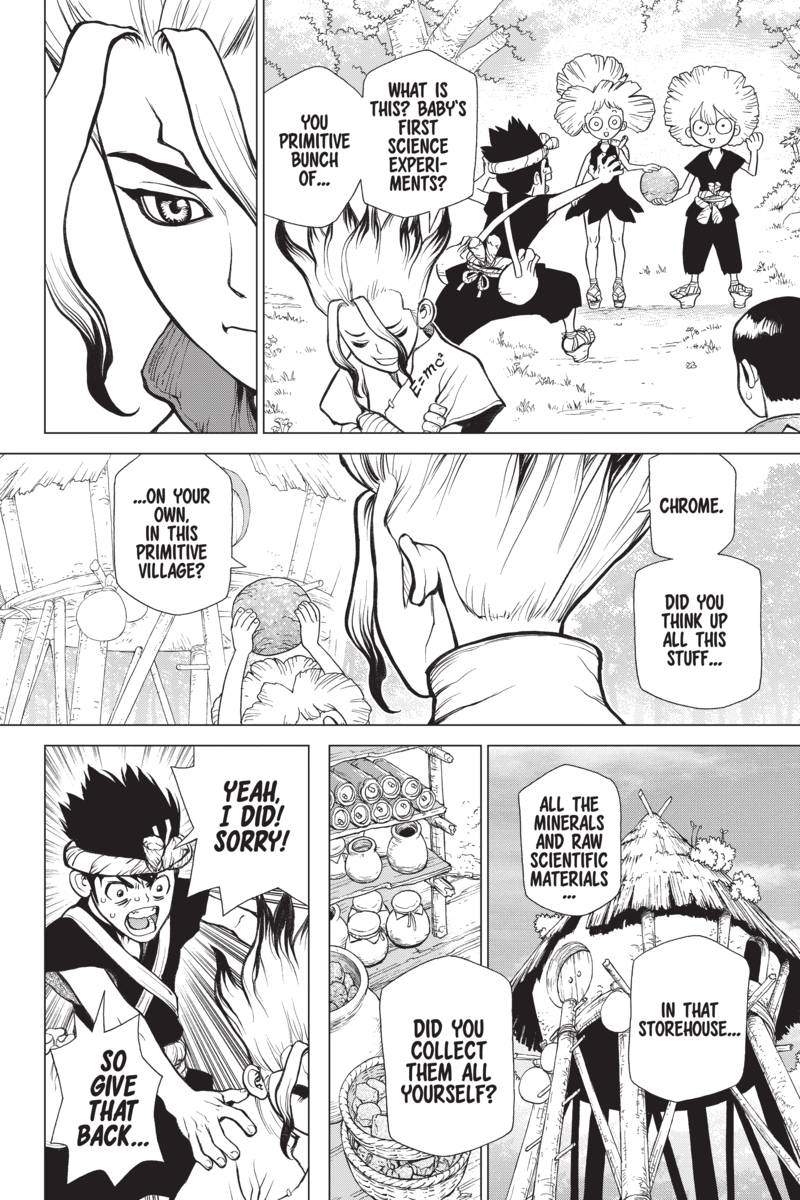 WHAT IS
THIS? BABY'S
FIRST
SCIENCE
EXPERI-
MENTS?
YOU
PRIMITIVE
BUNCH
OF...
E=mc²
CHROME.
DID YOU
THINK UP
ALL THIS
STUFF...
...ON YOUR
OWN,
IN THIS
PRIMITIVE
VILLAGE?
ALL THE
MINERALS
AND RAW
SCIENTIFIC
MATERIALS
...
IN THAT
STOREHOUSE...
DID YOU
COLLECT
THEM ALL
YOURSELF?
YEAH,
I DID!
SORRY!
SO
GIVE
THAT
BACK...